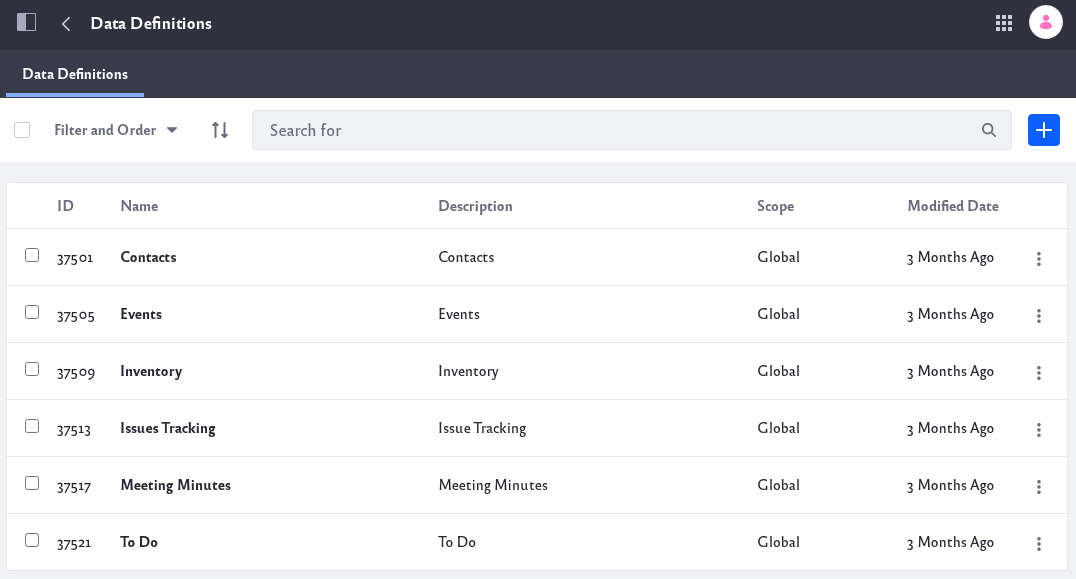 Data Definitions
Data Definitions
Filter and Order
Search for
ID Name Description Scope Modified Date
37501 Contacts Contacts Global 3 Months Ago
37505 Events Events Global 3 Months Ago
37509 Inventory Inventory Global 3 Months Ago
37513 Issues Tracking Issue Tracking Global 3 Months Ago
37517 Meeting Minutes Meeting Minutes Global 3 Months Ago
37521 To Do To Do Global 3 Months Ago